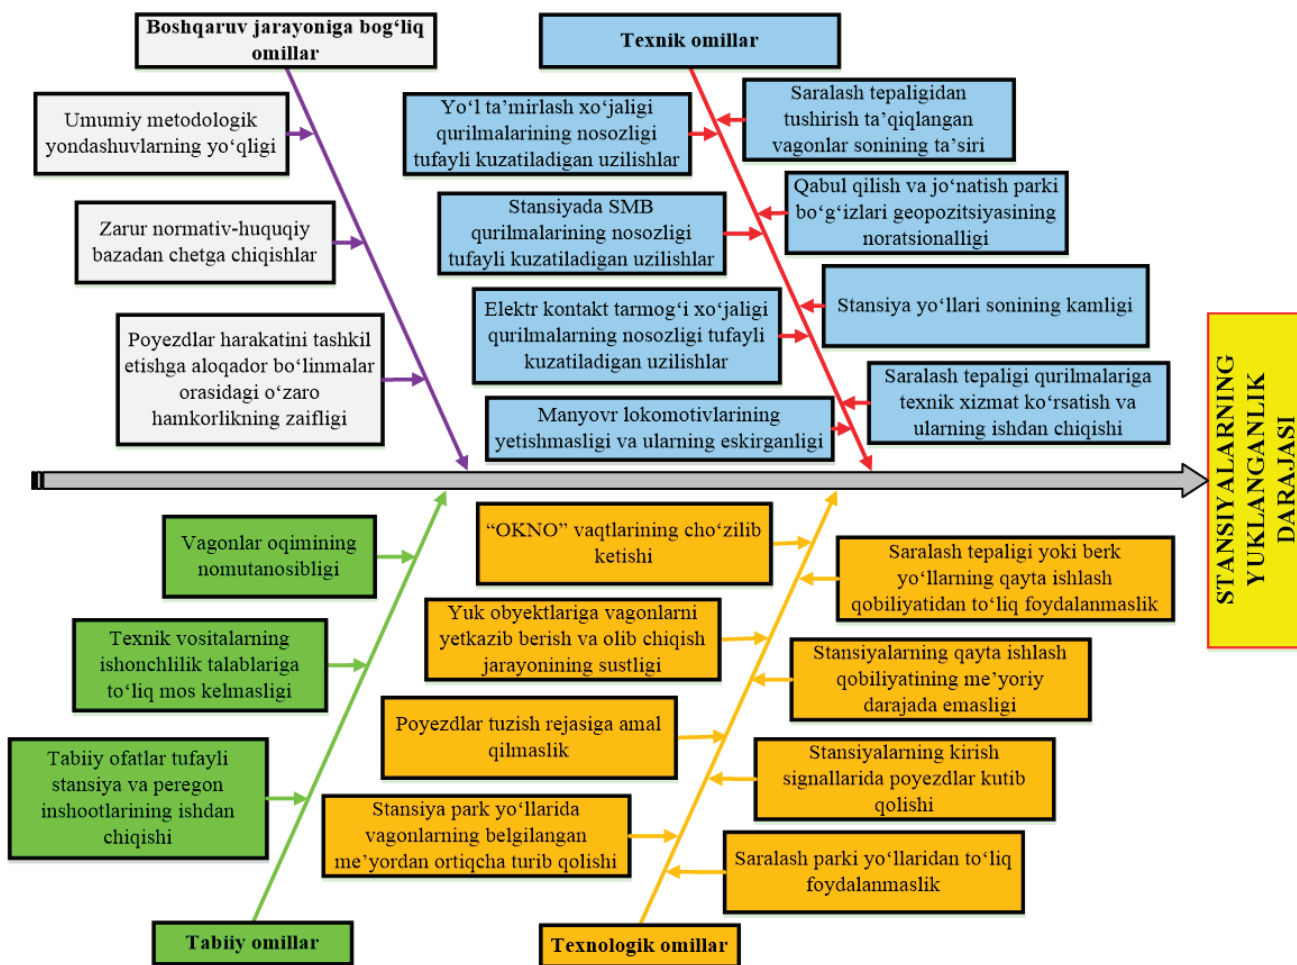 Boshqaruv jarayoniga bog‘liq
omillar
Umumiy metodologik
yondashuvlarning yo‘qligi
Zarur normativ-huquqiy
bazadan chetga chiqishlar
Poyezdlar harakatini tashkil
etishga aloqador bo‘linmalar
orasidagi o‘zaro
hamkorlikning zaifligi
Texnik omillar
Yo‘l ta’mirlash xo‘jaligi
qurilmalarining nosozligi
tufayli kuzatiladigan uzilishlar
Stansiyada SMB
qurilmalarining nosozligi
tufayli kuzatiladigan uzilishlar
Elektr kontakt tarmog‘i xo‘jaligi
qurilmalarning nosozligi tufayli
kuzatiladigan uzilishlar
Manyovr lokomotivlarining
yetishmasligi va ularning eskirganligi
Saralash tepaligidan
tushirish ta’qiqlangan
vagonlar sonining ta’siri
Qabul qilish va jo‘natish parki
bo‘g‘izlari geopozitsiyasining
noratsionalligi
Stansiya yo‘llari sonining kamligi
Saralash tepaligi qurilmalariga
texnik xizmat ko‘rsatish va
ularning ishdan chiqishi
STANSIYALARNING
YUKLANGANLIK
DARAJASI
Vagonlar oqimining
nomutanosibligi
Texnik vositalarning
ishonchlilik talablariga
to‘liq mos kelmasligi
Tabiiy ofatlar tufayli
stansiya va peregon
inshootlarining ishdan
chiqishi
Tabiiy omillar
“OKNO” vaqtlarining cho‘zilib
ketishi
Yuk obyektlariga vagonlarni
yetkazib berish va olib chiqish
jarayonining sustligi
Poyezdlar tuzish rejasiga amal
qilmaslik
Stansiya park yo‘llarida
vagonlarning belgilangan
me’yordan ortiqcha turib qolishi
Saralash tepaligi yoki berk
yo‘llarning qayta ishlash
qobiliyatidan to‘liq foydalanmaslik
Stansiyalarning qayta ishlash
qobiliyatining me’yoriy
darajada emasligi
Stansiyalarning kirish
signallarida poyezdlar kutib
qolishi
Saralash parki yo‘llaridan to‘liq
foydalanmaslik
Texnologik omillar